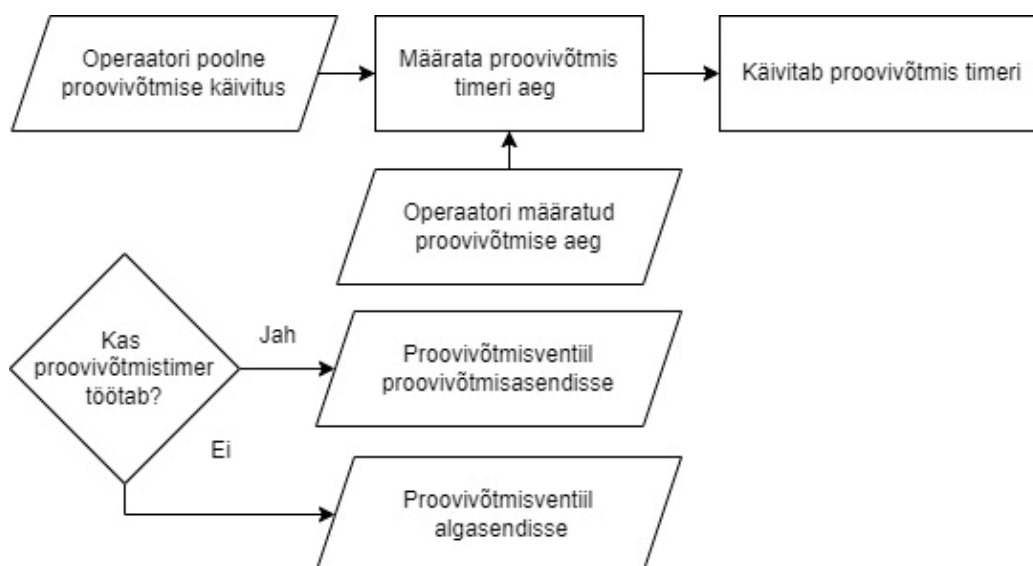 Operaatori poolne
proovivõtmise käivitus
Määrata proovivõtmis
timeri aeg
Käivitab proovivõtmis timeri
Operaatori määratud
proovivõtmise aeg
Kas
proovivõtmistimer
töötab?
Jah
Proovivõtmisventiil
proovivõtmisasendisse
Ei
Proovivõtmisventiil
algasendisse